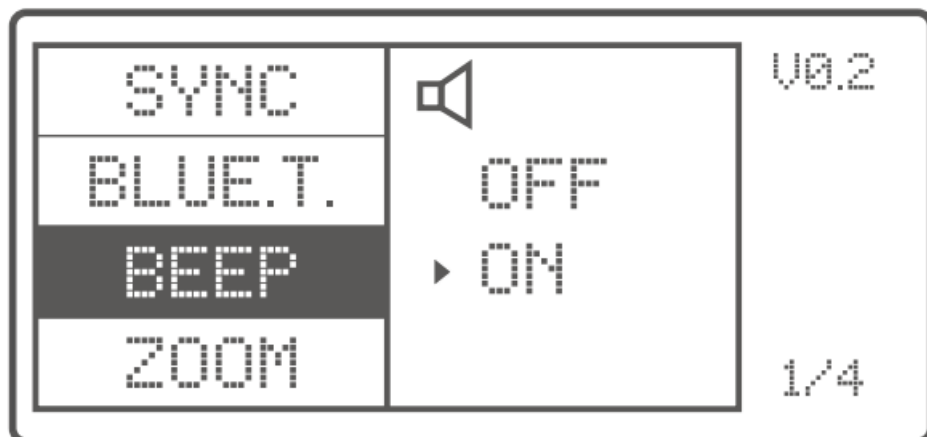 SYNC
BLUE.T.
BEEP
ZOOM
OFF
ON
V0.2
1/4